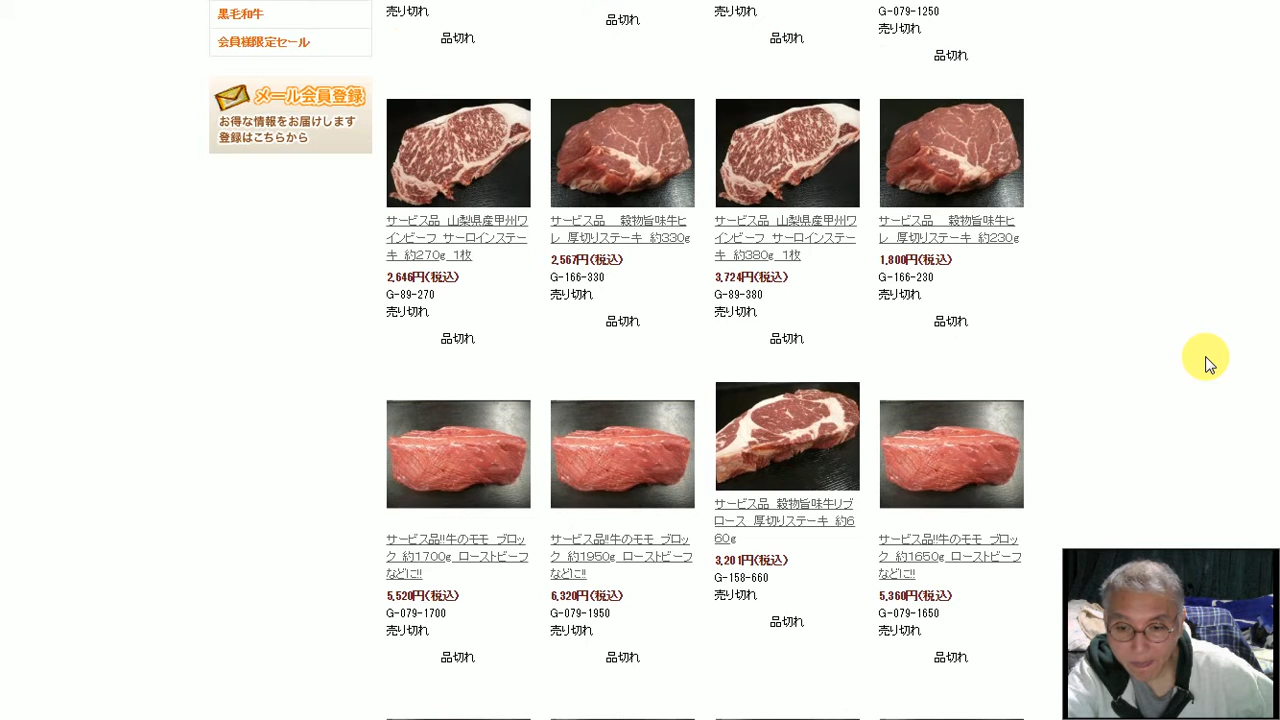 黒毛和牛
会員様限定セール
メール会員登録
お得な情報をお届けします
登録はこちらから
売り切れ
品切れ
品切れ
売り切れ
品切れ
G-079-1250
売り切れ
品切れ
サービス品 山梨県産甲州ワ
インビーフ サーロインステー
キ 約270g 1枚
2,646円(税込)
G-89-270
売り切れ
品切れ
サービス品 穀物旨味牛ヒ
レ 厚切りステーキ 約330g
2,567円(税込)
G-166-330
売り切れ
品切れ
サービス品 山梨県産甲州ワ
インビーフ サーロインステー
キ 約380g 1枚
3,724円(税込)
G-89-380
売り切れ
品切れ
サービス品 穀物旨味牛ヒ
レ 厚切りステーキ 約230g
1,800円(税込)
G-166-230
売り切れ
品切れ
サービス品!!牛のモモ ブロッ
ク 約1700g ローストビーフ
などに!!
5,520円(税込)
G-079-1700
売り切れ
品切れ
サービス品!!牛のモモ ブロッ
ク 約1950g ローストビーフ
などに!!
6,320円(税込)
G-079-1950
売り切れ
品切れ
サービス品 穀物旨味牛リブ
ロース 厚切りステーキ 約6
60g
3,201円(税込)
G-158-660
売り切れ
品切れ
サービス品!!牛のモモ ブロッ
ク 約1650g ローストビーフ
などに!!
5,360円(税込)
G-079-1650
売り切れ
品切れ